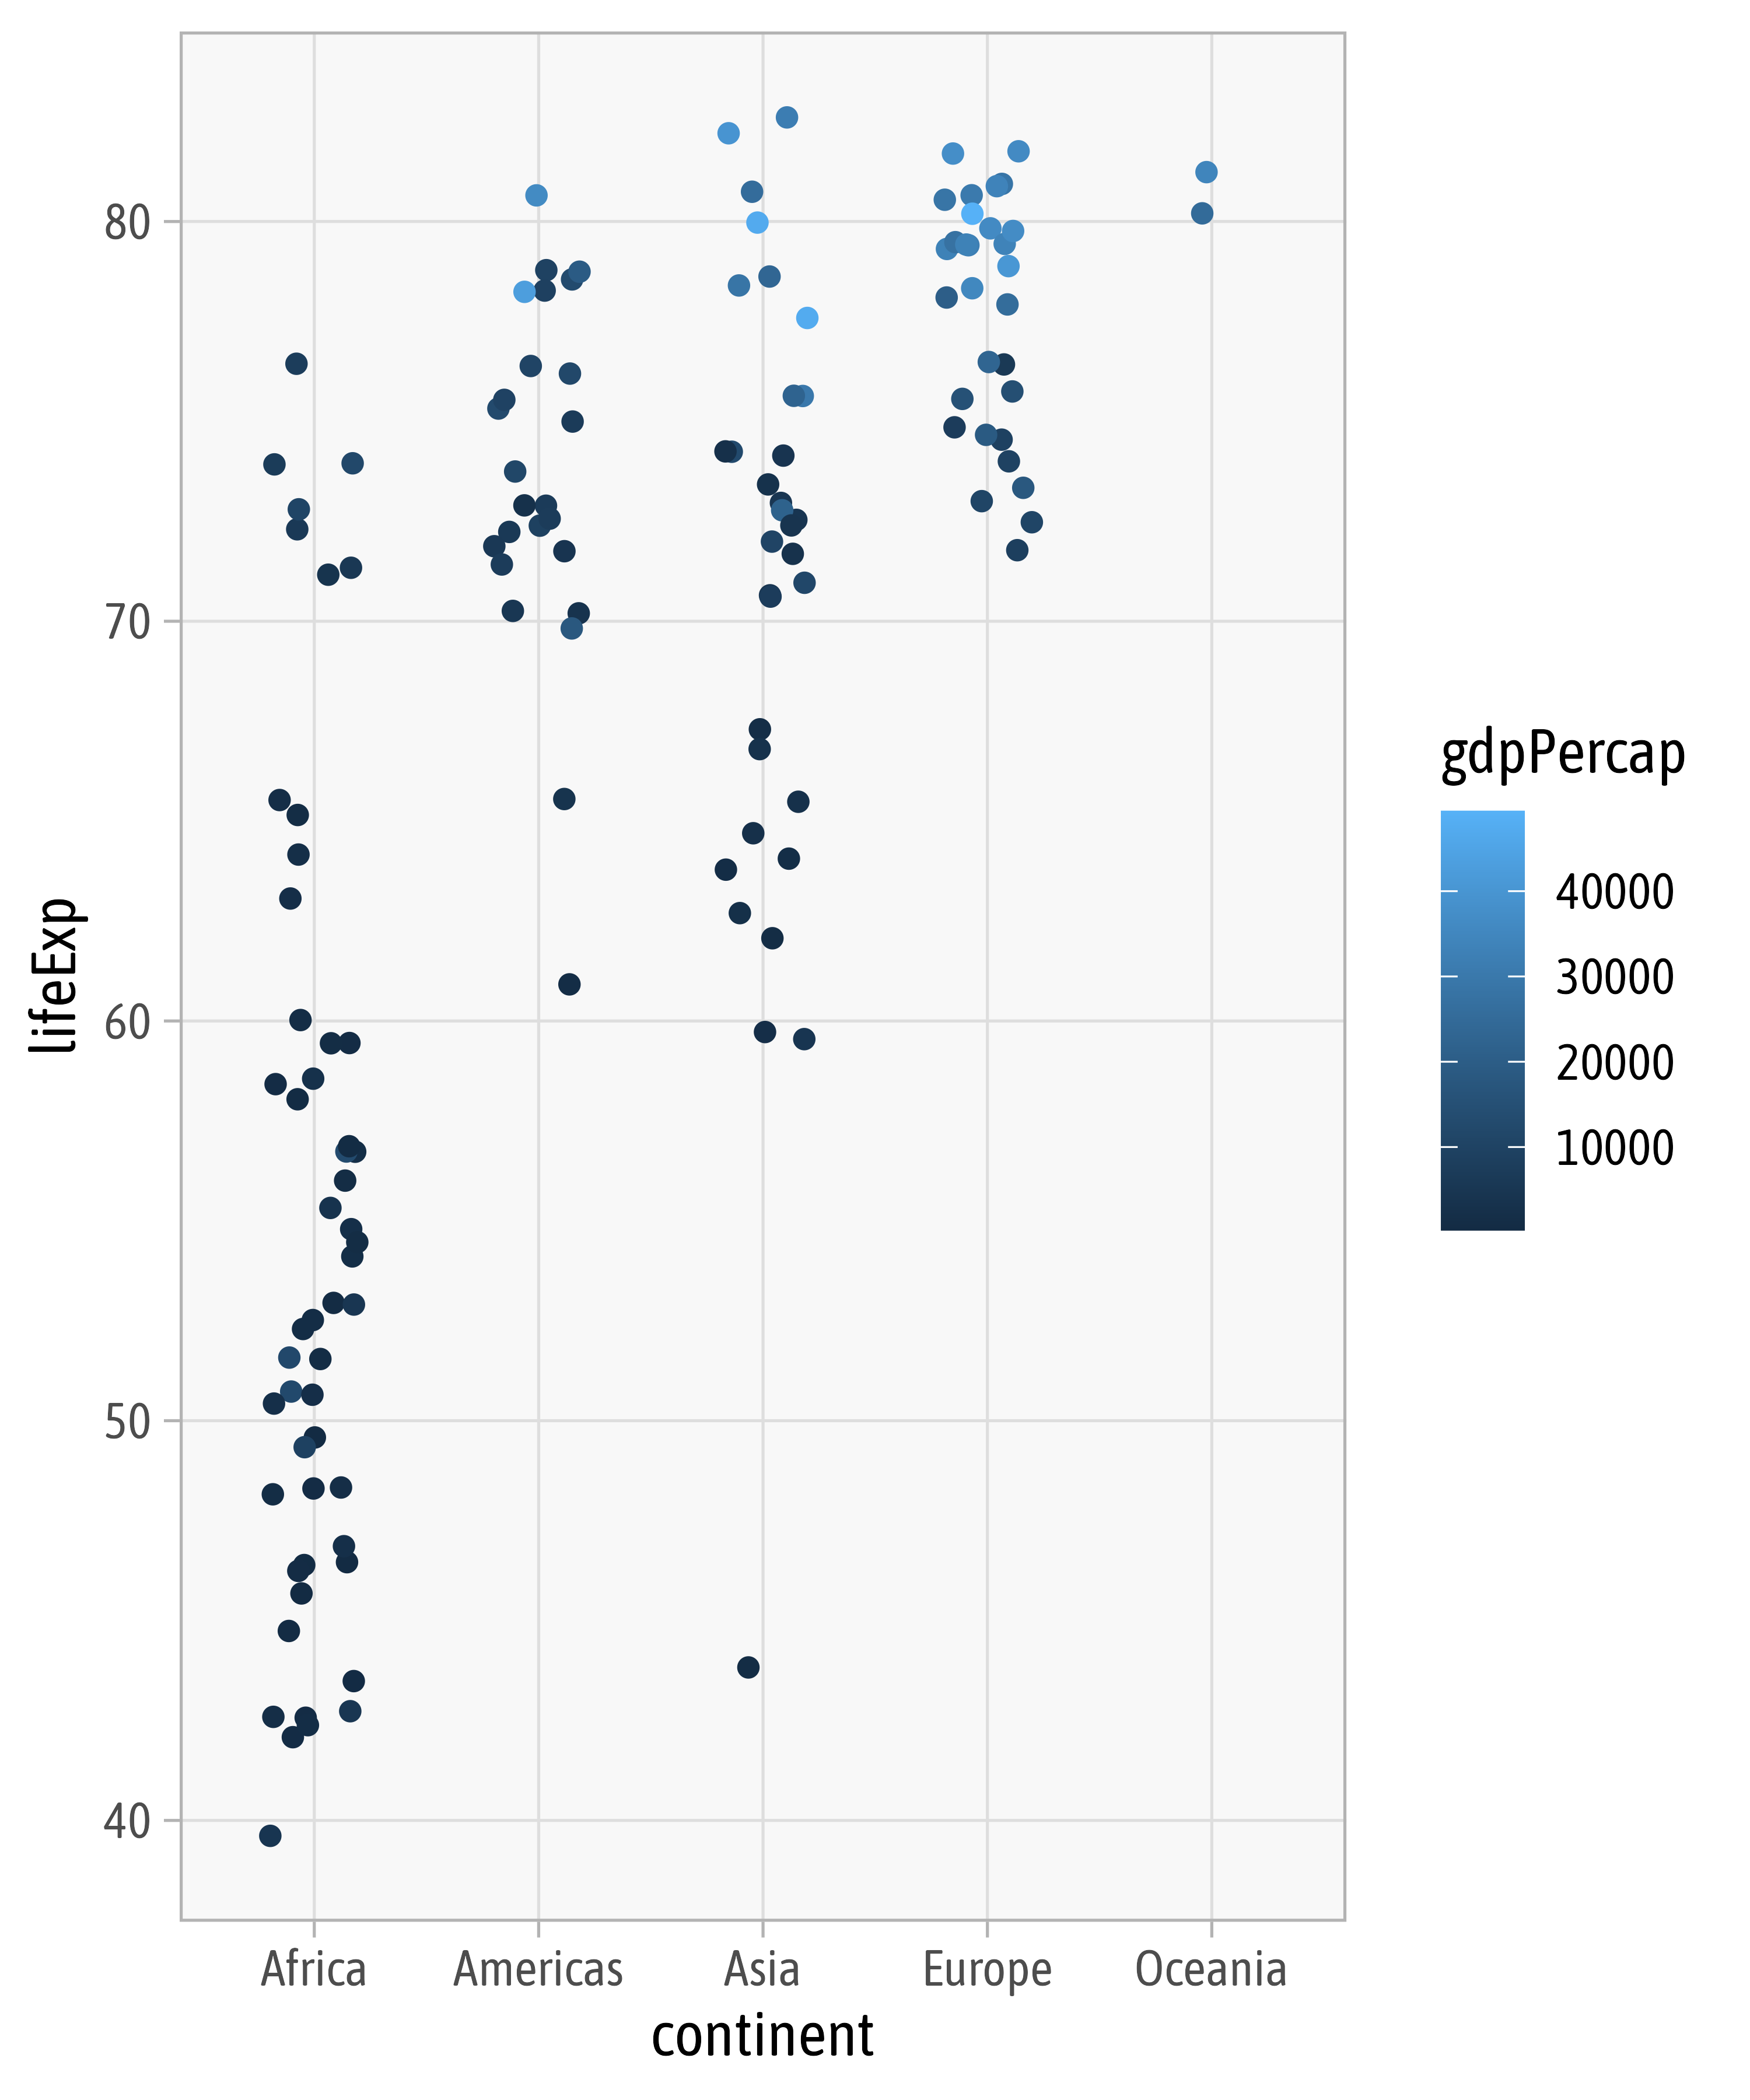 lifeExp
80
70
60
50
40
Africa
Americas
Asia
Europe
Oceania
continent
gdpPercap
40000
30000
20000
10000